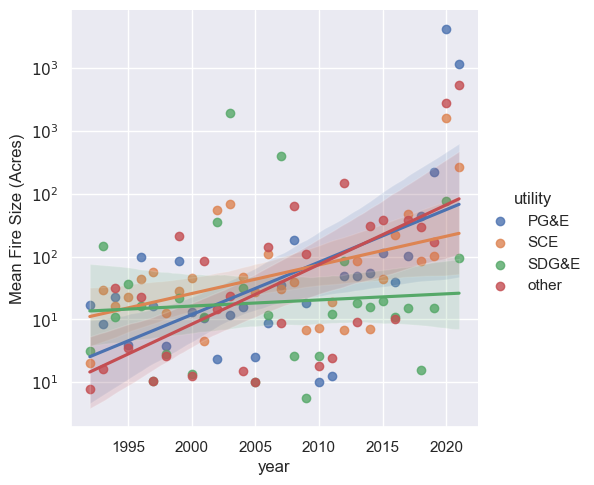 Mean Fire Size (Acres)
10³
10³
10²
10²
10¹
10¹
1995 2000 2005 2010 2015 2020
year
utility
PG&E
SCE
SDG&E
other